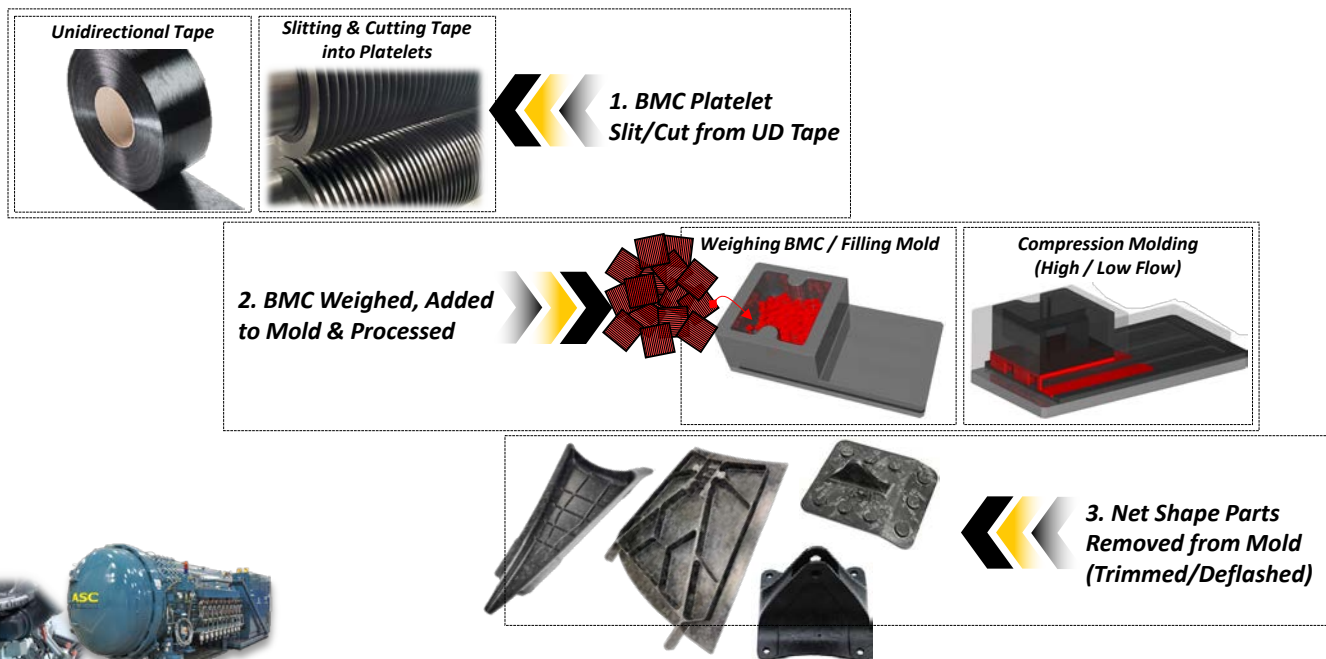 Unidirectional Tape
Slitting & Cutting Tape
into Platelets
1. BMC Platelet
Slit/Cut from UD Tape
2. BMC Weighed, Added
to Mold & Processed
Weighing BMC / Filling Mold
Compression Molding
(High / Low Flow)
3. Net Shape Parts
Removed from Mold
(Trimmed/Deflashed)
ASC